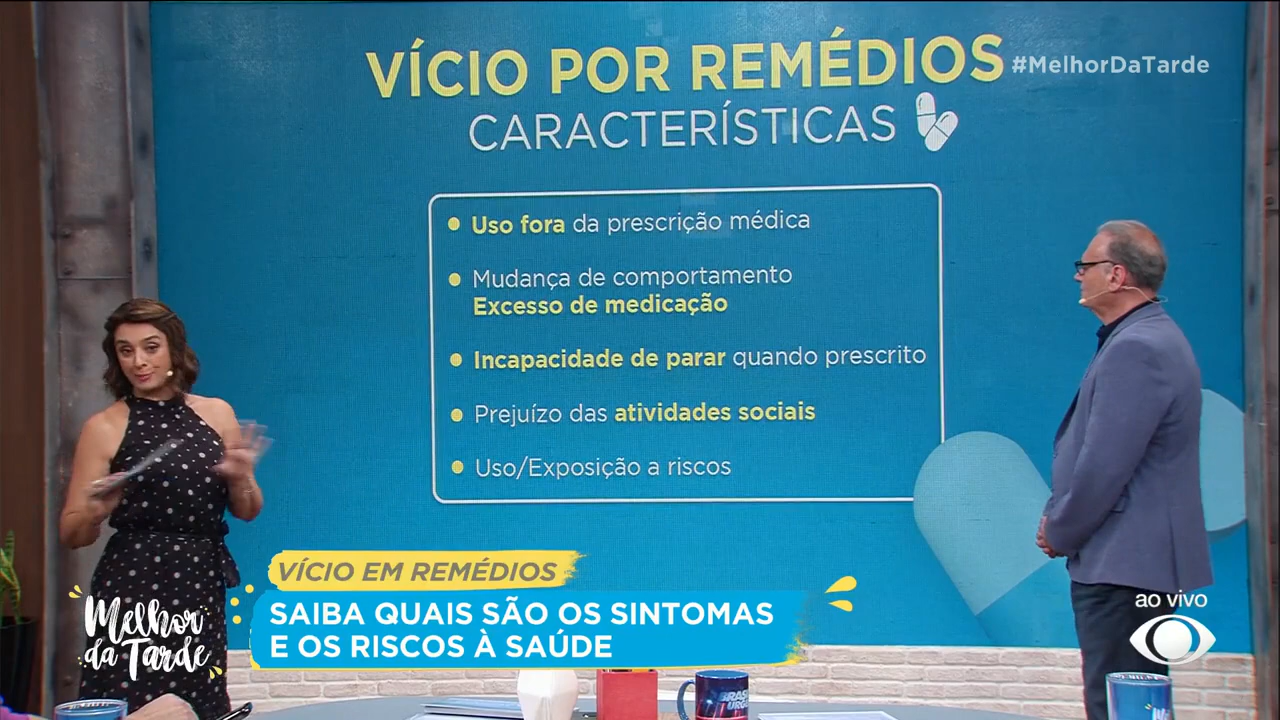 VÍCIO POR REMÉDIOS
#MelhorDaTarde
CARACTERÍSTICAS
Uso fora da prescrição médica
Mudança de comportamento
Excesso de medicação
Incapacidade de parar quando prescrito
Prejuízo das atividades sociais
Uso/Exposição a riscos
VÍCIO EM REMÉDIOS
SAIBA QUAIS SÃO OS SINTOMAS
E OS RISCOS À SAÚDE
Melhor
da Tarde
ao vivo
BRASIL
URGENTE